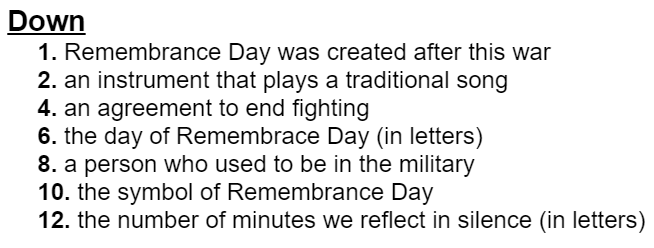 Down
1. Remembrance Day was created after this war
2. an instrument that plays a traditional song
4. an agreement to end fighting
6. the day of Remembrace Day (in letters)
8. a person who used to be in the military
10. the symbol of Remembrance Day
12. the number of minutes we reflect in silence (in letters)